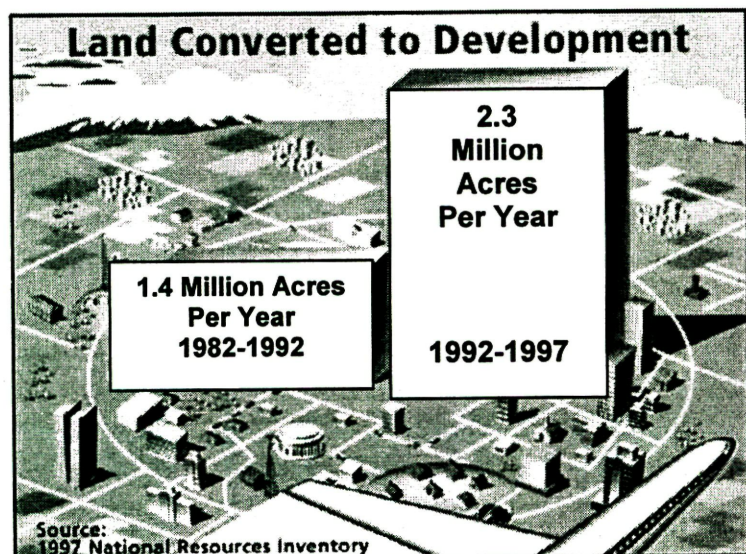 Land Converted to Development
2.3
Million
Acres
Per Year
1992-1997
1.4 Million Acres
Per Year
1982-1992
Source:
1997 National Resources Inventory